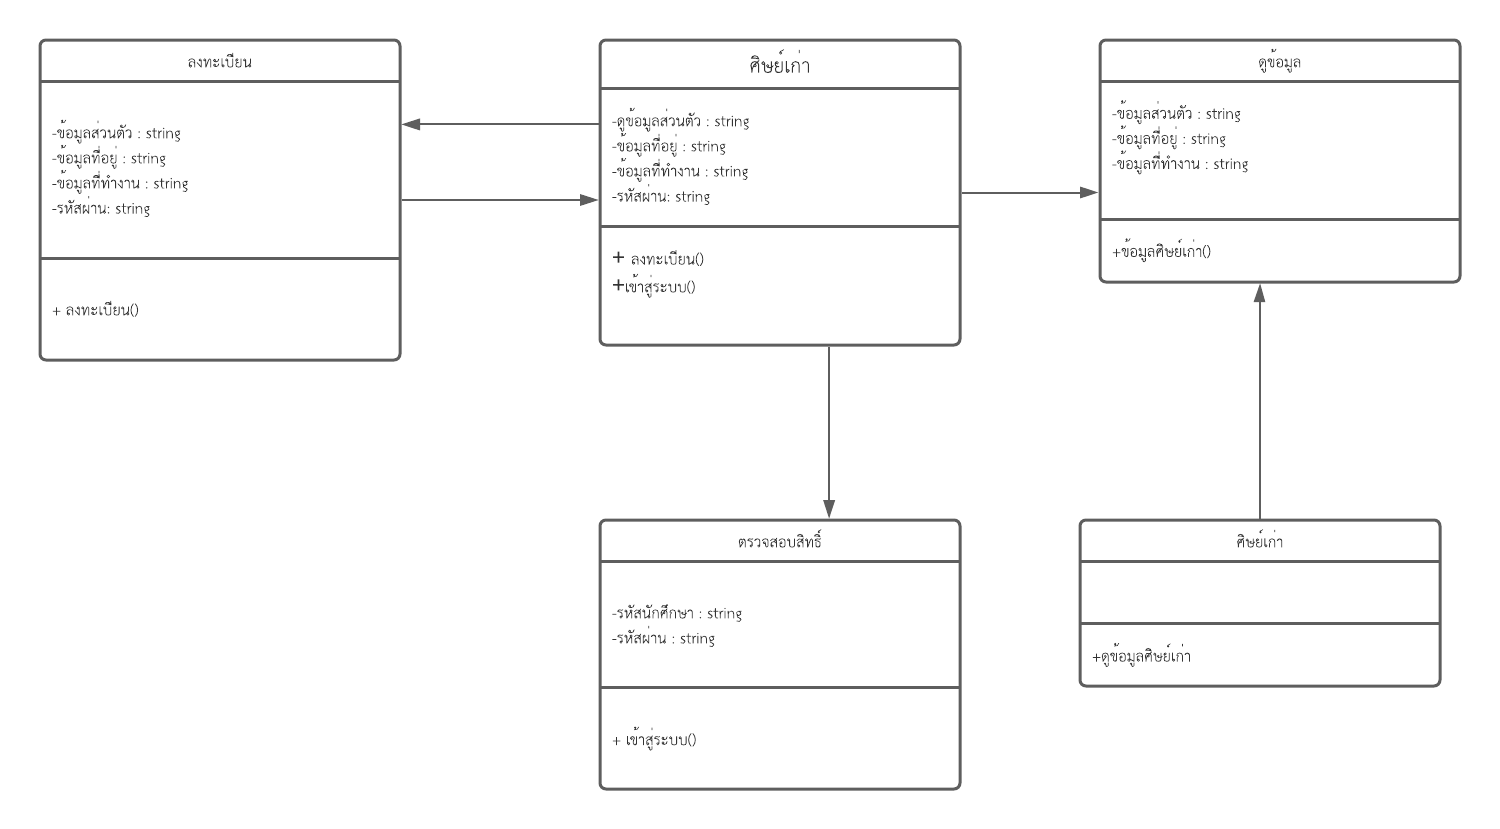 ลงทะเบียน
-ข้อมูลส่วนตัว : string
-ข้อมูลที่อยู่ : string
-ข้อมูลที่ทำงาน : string
-รหัสผ่าน: string
+ ลงทะเบียน()
ศิษย์เก่า
-ดูข้อมูลส่วนตัว : string
-ข้อมูลที่อยู่ : string
-ข้อมูลที่ทำงาน : string
-รหัสผ่าน: string
+ ลงทะเบียน()
+เข้าสู่ระบบ()
ดูข้อมูล
-ข้อมูลส่วนตัว : string
-ข้อมูลที่อยู่ : string
-ข้อมูลที่ทำงาน : string
+ข้อมูลศิษย์เก่า()
ตรวจสอบสิทธิ์
-รหัสนักศึกษา : string
-รหัสผ่าน : string
+ เข้าสู่ระบบ()
ศิษย์เก่า
+ดูข้อมูลศิษย์เก่า